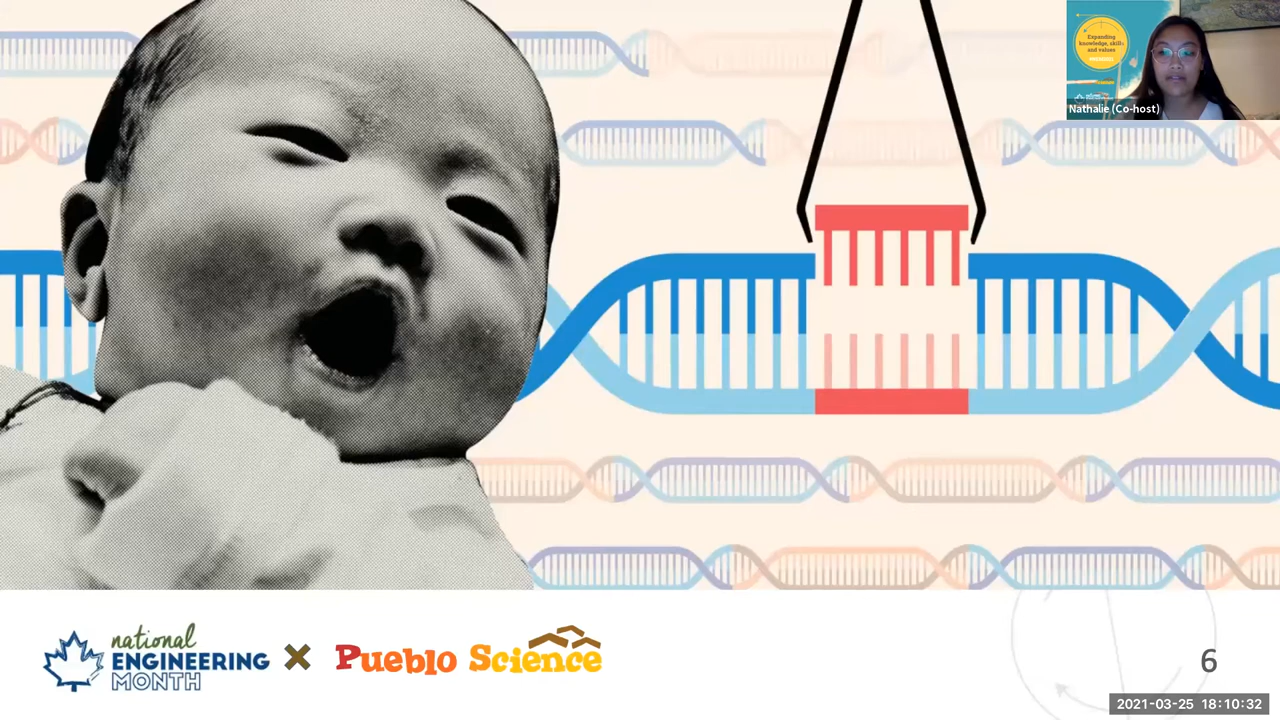 Expanding
knowledge, skills
and values
Nathalie (Co-host)
national
ENGINEERING
MONTH
Pueblo Science
6
2021-03-25 18:10:32